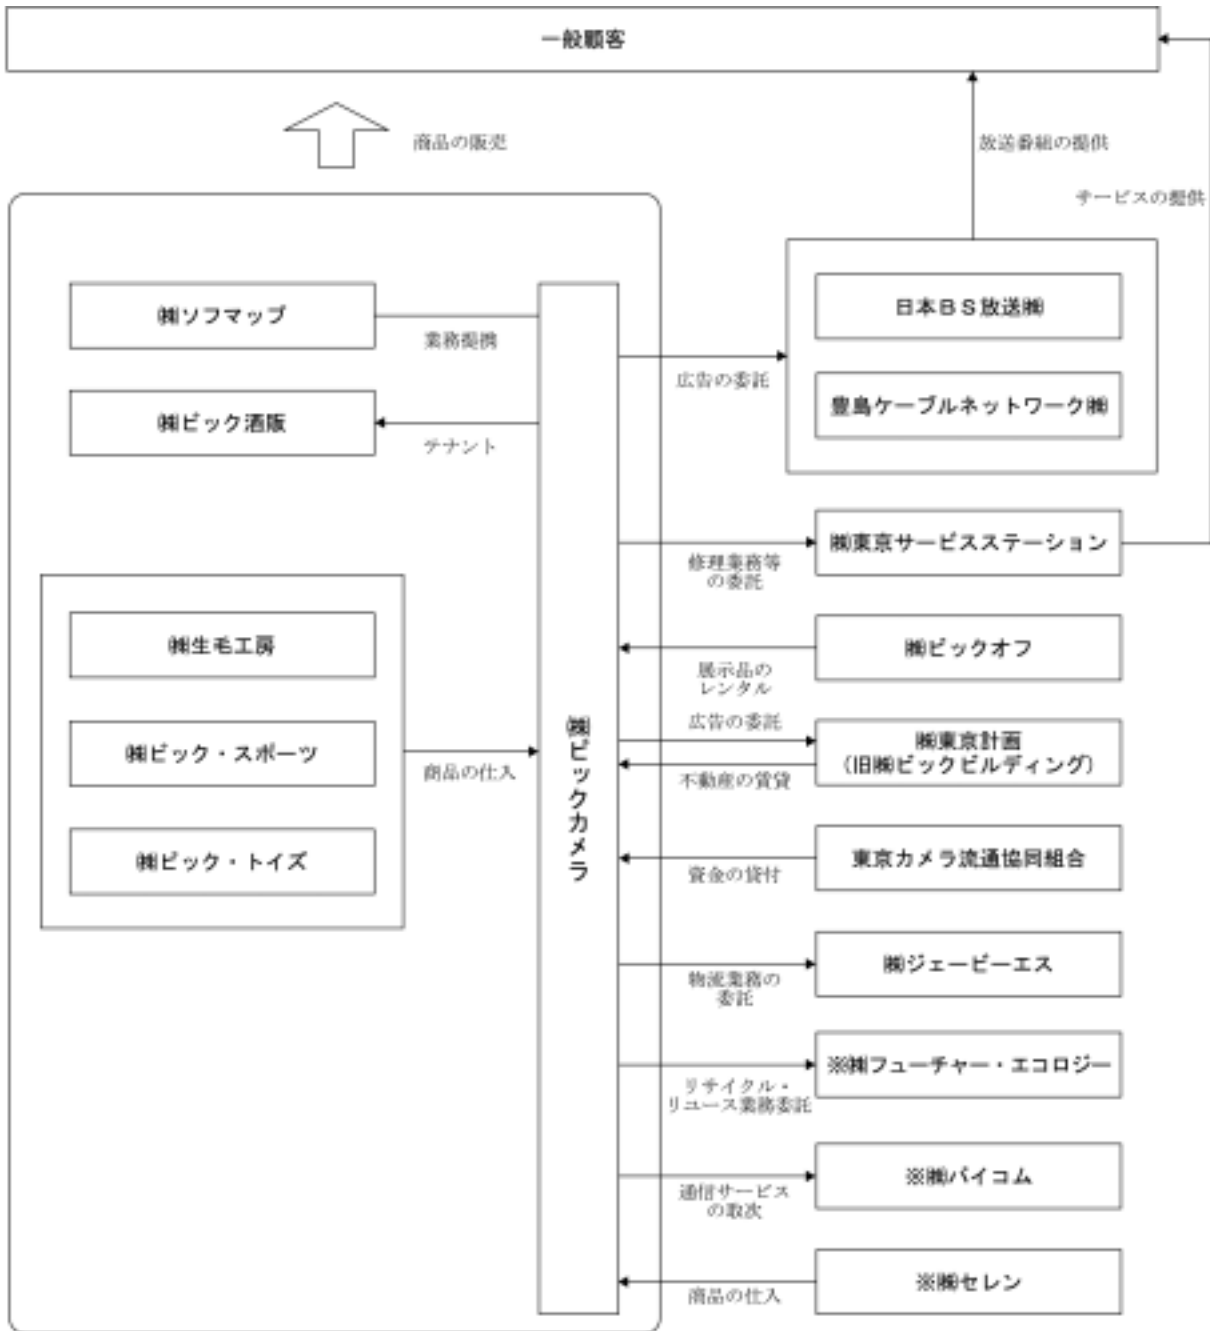 一般顧客
商品の販売
放送番組の提供
サービスの提供
㈱ソフマップ
業務提携
㈱ビック酒販
テナント
㈱生毛工房
㈱ビック・スポーツ
㈱ビック・トイズ
商品の仕入
㈱ビックカメラ
広告の委託
日本ＢＳ放送㈱
豊島ケーブルネットワーク㈱
修理業務等
の委託
㈱東京サービスステーション
展示品の
レンタル
㈱ビックオフ
広告の委託
不動産の賃貸
㈱東京計画
（旧㈱ビックビルディング）
資金の貸付
東京カメラ流通協同組合
物流業務の
委託
㈱ジェービーエス
リサイクル・
リユース業務委託
※㈱フューチャー・エコロジー
通信サービス
の取次
※㈱バイコム
商品の仕入
※㈱セレン